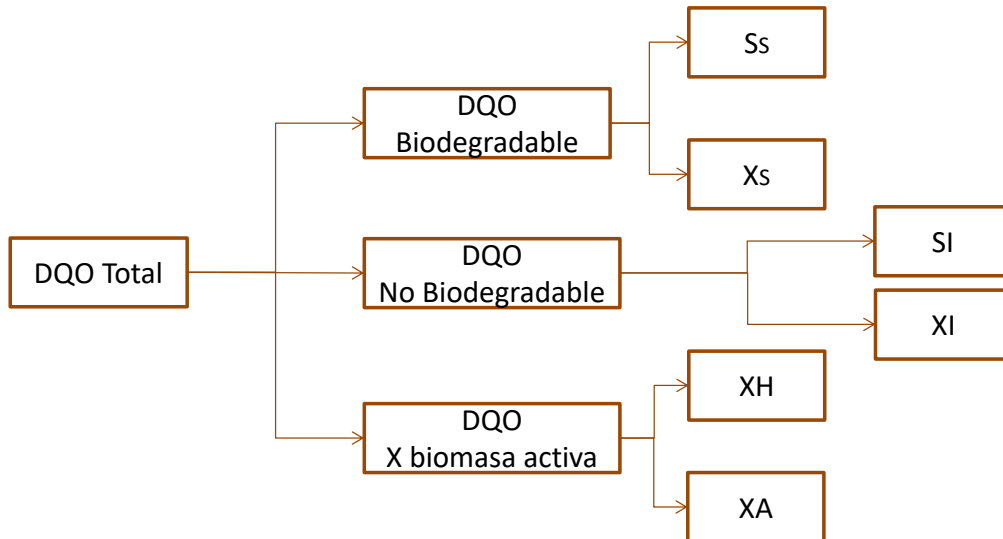 Ss
DQO
Biodegradable
Xs
SI
DQO Total
DQO
No Biodegradable
XI
XH
DQO
X biomasa activa
XA